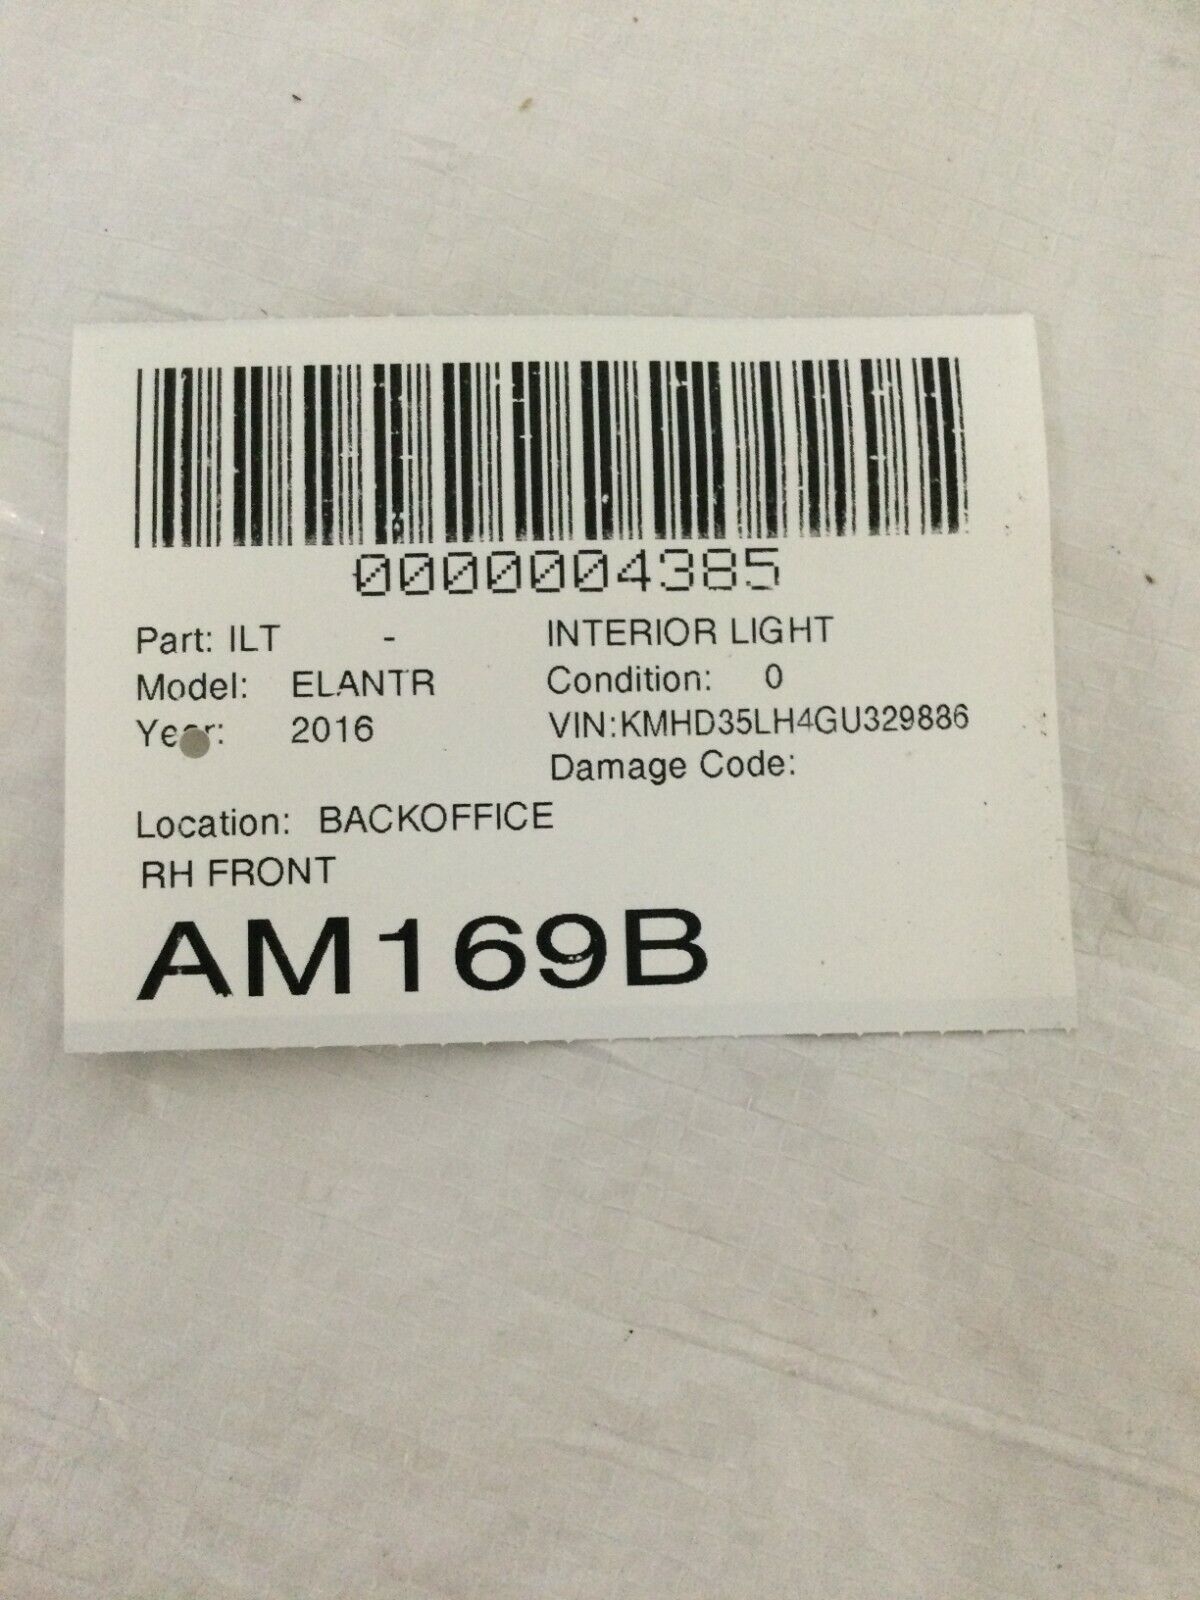 0000004385
Part: ILT - INTERIOR LIGHT
Model: ELANTR Condition: 0
Year: 2016 VIN:KMHD35LH4GU329886
Damage Code:
Location: BACKOFFICE
RH FRONT
AM169B